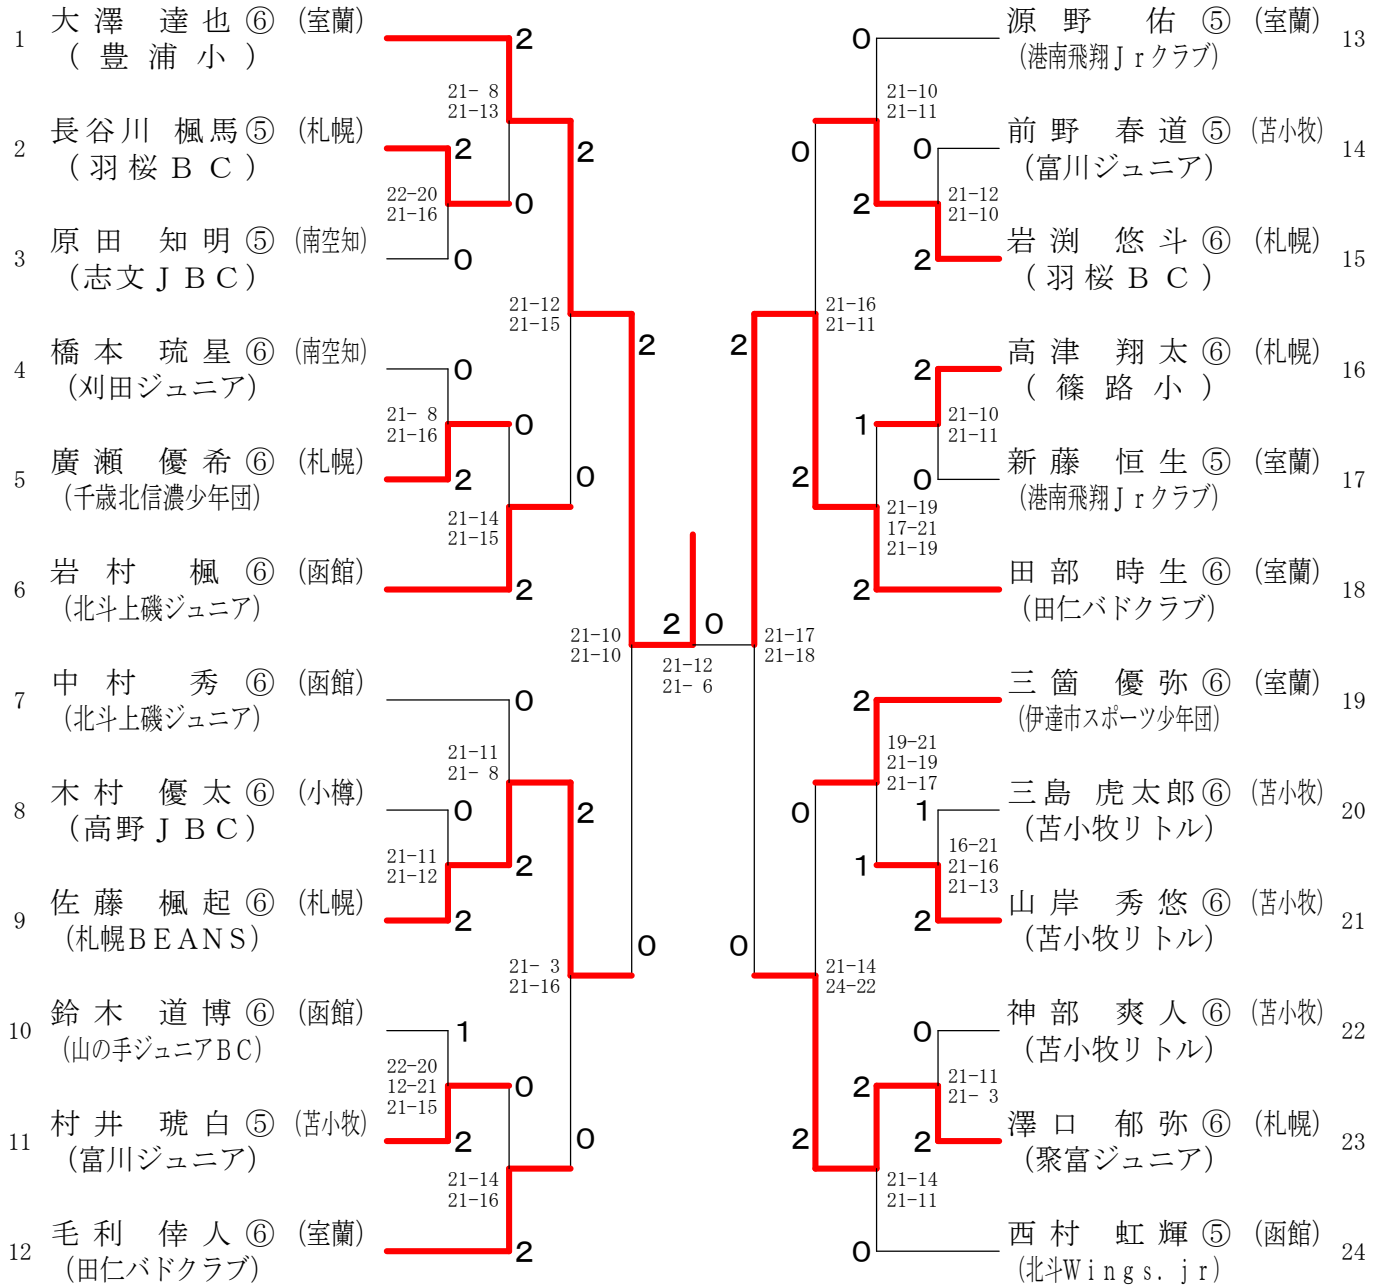 1 大澤 達也 ⑥ (室蘭)
(豊浦小)
2
21- 8
21-13
2 長谷川 楓馬 ⑤ (札幌)
(羽桜BC)
2
2
22-20
21-16
0
3 原田 知明 ⑤ (南空知)
(志文JBC)
0
21-12
21-15
4 橋本 琉星 ⑥ (南空知)
(刈田ジュニア)
0
2
21- 8
21-16
0
5 廣瀬 優希 ⑥ (札幌)
(千歳北信濃少年団)
2
0
21-14
21-15
6 岩村 楓 ⑥ (函館)
(北斗上磯ジュニア)
2
21-10
21-10
7 中村 秀 ⑥ (函館)
(北斗上磯ジュニア)
0
21-11
21- 8
8 木村 優太 ⑥ (小樽)
(高野JBC)
0
2
21-11
21-12
2
9 佐藤 楓起 ⑥ (札幌)
(札幌BEANS)
2
0
21- 3
21-16
10 鈴木 道博 ⑥ (函館)
(山の手ジュニアBC)
1
22-20
12-21
21-15
0
11 村井 琥白 ⑤ (苫小牧)
(富川ジュニア)
2
0
21-14
21-16
12 毛利 倖人 ⑥ (室蘭)
(田仁バドクラブ)
2
2 0
21-12
21- 6
0
源野 佑 ⑤ (室蘭) 13
(港南飛翔Jrクラブ)
21-10
21-11
0
0
前野 春道 ⑤ (苫小牧) 14
(富川ジュニア)
2
21-12
21-10
2
岩渕 悠斗 ⑥ (札幌) 15
(羽桜BC)
21-16
21-11
2
2
高津 翔太 ⑥ (札幌) 16
(篠路小)
1
21-10
21-11
2
0
新藤 恒生 ⑤ (室蘭) 17
(港南飛翔Jrクラブ)
21-19
17-21
21-19
2
田部 時生 ⑥ (室蘭) 18
(田仁バドクラブ)
21-17
21-18
2
三箇 優弥 ⑥ (室蘭) 19
(伊達市スポーツ少年団)
19-21
21-19
21-17
0
1
三島 虎太郎 ⑥ (苫小牧) 20
(苫小牧リトル)
1
16-21
21-16
21-13
2
山岸 秀悠 ⑥ (苫小牧) 21
(苫小牧リトル)
0
21-14
24-22
0
神部 爽人 ⑥ (苫小牧) 22
(苫小牧リトル)
2
21-11
21- 3
2
2
澤口 郁弥 ⑥ (札幌) 23
(聚富ジュニア)
21-14
21-11
0
西村 虹輝 ⑤ (函館) 24
(北斗Wings.jr)